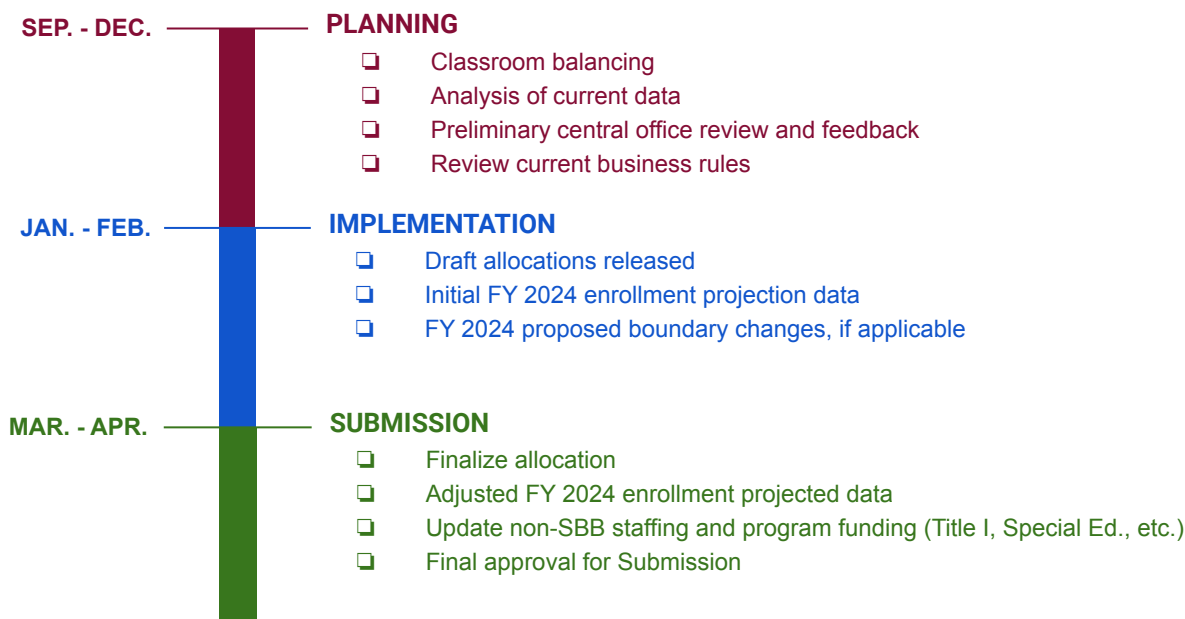 SEP. - DEC.
PLANNING
❏ Classroom balancing
❏ Analysis of current data
❏ Preliminary central office review and feedback
❏ Review current business rules
JAN. - FEB.
IMPLEMENTATION
❏ Draft allocations released
❏ Initial FY 2024 enrollment projection data
❏ FY 2024 proposed boundary changes, if applicable
MAR. - APR.
SUBMISSION
❏ Finalize allocation
❏ Adjusted FY 2024 enrollment projected data
❏ Update non-SBB staffing and program funding (Title I, Special Ed., etc.)
❏ Final approval for Submission